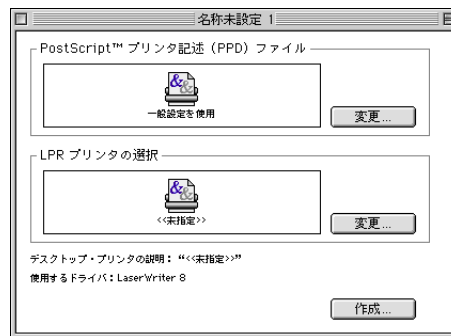 名称未設定 1
PostScript™ プリンタ記述（PPD）ファイル
一般設定を使用
変更...
LPR プリンタの選択
<<未指定>>
変更...
デスクトップ・プリンタの説明：“<<未指定>>”
使用するドライバ：LaserWriter 8
作成...